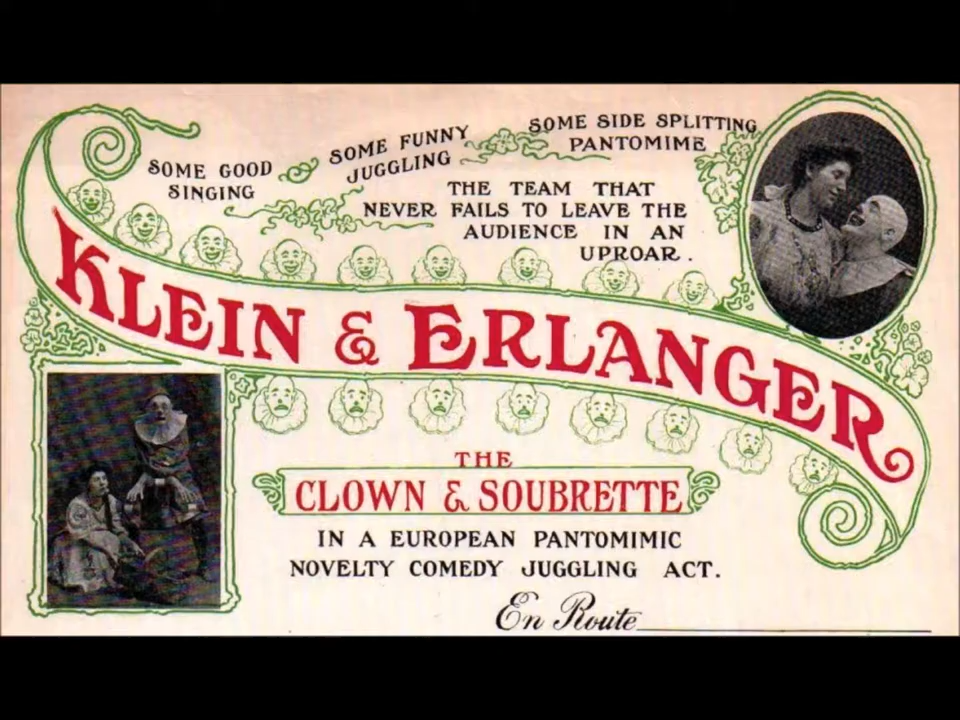 SOME GOOD
SINGING
SOME FUNNY
JUGGLING
SOME SIDE SPLITTING
PANTOMIME
THE TEAM THAT
NEVER FAILS TO LEAVE THE
AUDIENCE IN AN
UPROAR.
KLEIN & ERLANGER
THE
CLOWN & SOUBRETTE
IN A EUROPEAN PANTOMIMIC
NOVELTY COMEDY JUGGLING ACT.
En Route